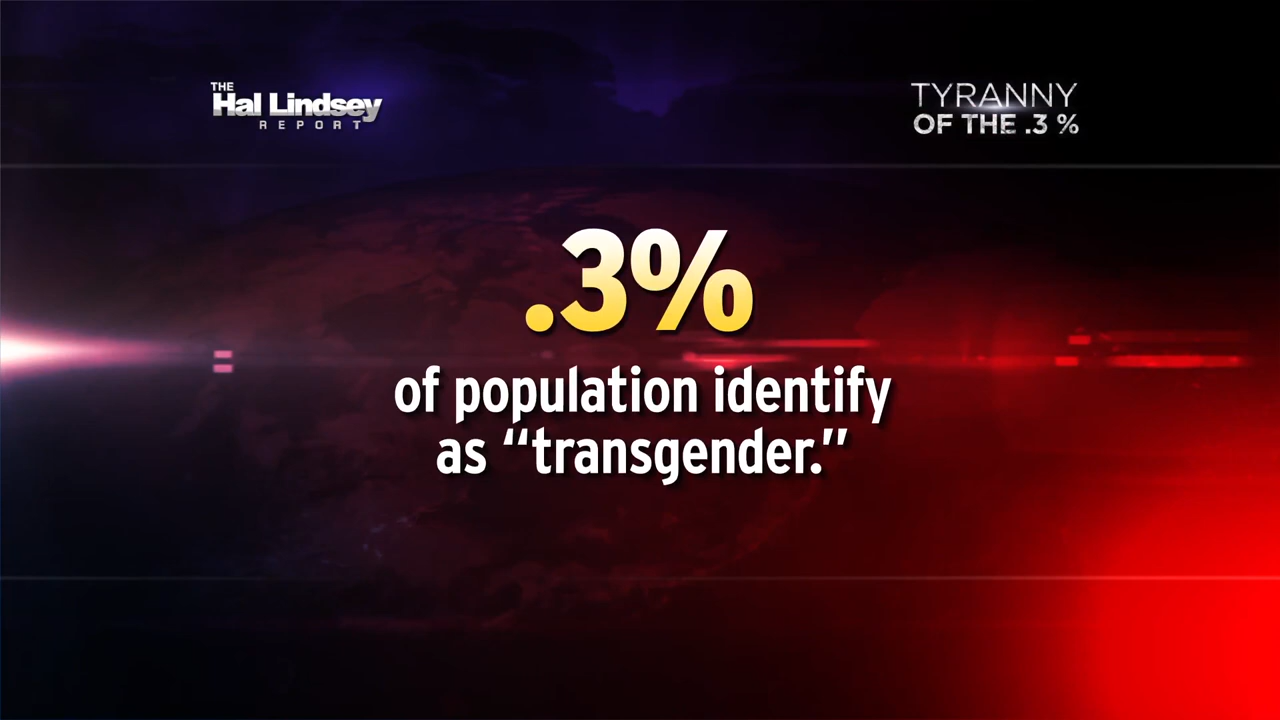 THE
Hal Lindsey
REPORT
TYRANNY
OF THE .3 %
.3%
of population identify
as “transgender.”